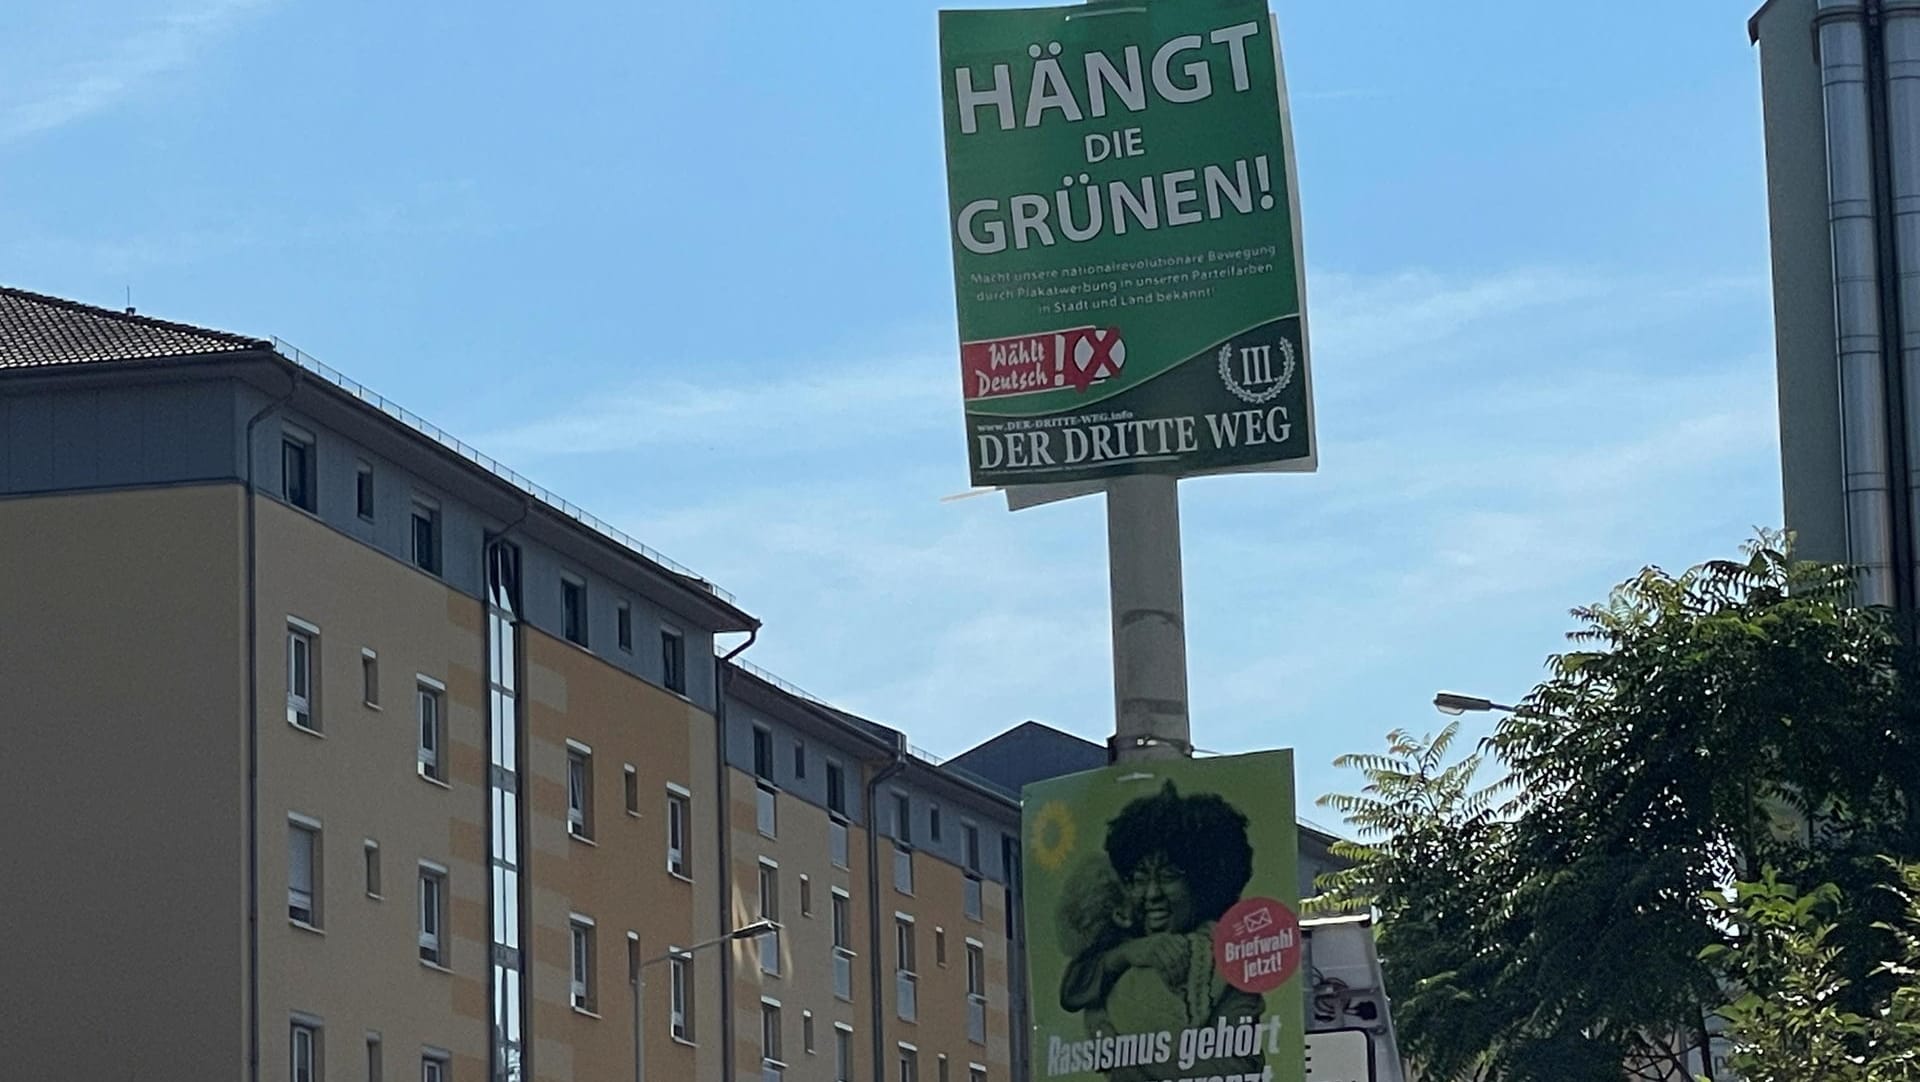 HÄNGT
DIE
GRÜNEN!
Macht unsere nationalrevolutionäre Bewegung
durch Plakatwerbung in unseren Parteifarben
in Stadt und Land bekannt!
Wählt
Deutsch!
III.
www.DER-DRITTE-WEG.info
DER DRITTE WEG
Briefwahl
jetzt!
Rassismus gehört